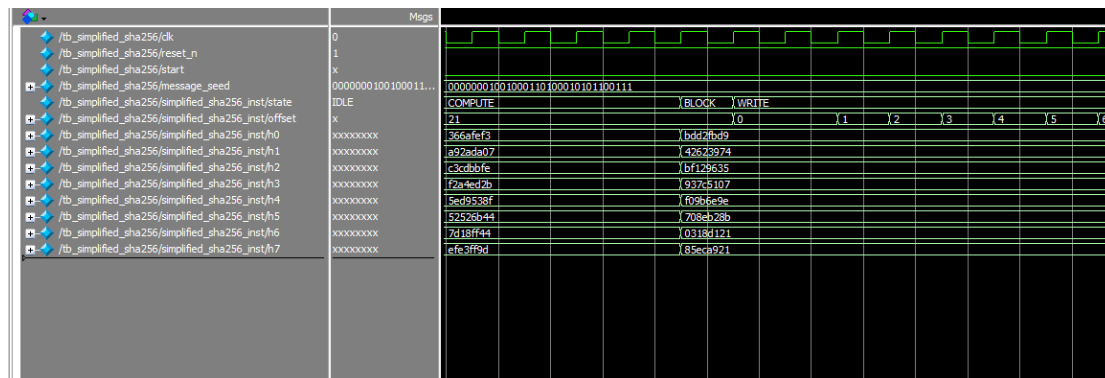 Msgs
/tb_simplified_sha256/clk 0
/tb_simplified_sha256/reset_n 1
/tb_simplified_sha256/start x
/tb_simplified_sha256/message_seed 0000000100100011... 00000001001000110100010101100111
/tb_simplified_sha256/simplified_sha256_inst/state IDLE COMPUTE BLOCK WRITE
/tb_simplified_sha256/simplified_sha256_inst/offset x 21 0 1 2 3 4 5 6
/tb_simplified_sha256/simplified_sha256_inst/h0 xxxxxxxx 366afef3 bdd2fbd9
/tb_simplified_sha256/simplified_sha256_inst/h1 xxxxxxxx a92ada07 42623974
/tb_simplified_sha256/simplified_sha256_inst/h2 xxxxxxxx c3cdbbfe bf129635
/tb_simplified_sha256/simplified_sha256_inst/h3 xxxxxxxx f2a4ed2b 937c5107
/tb_simplified_sha256/simplified_sha256_inst/h4 xxxxxxxx 5ed9538f f09b6e9e
/tb_simplified_sha256/simplified_sha256_inst/h5 xxxxxxxx 52526b44 708eb28b
/tb_simplified_sha256/simplified_sha256_inst/h6 xxxxxxxx 7d18ff44 0318d121
/tb_simplified_sha256/simplified_sha256_inst/h7 xxxxxxxx efe3ff9d 85eca921